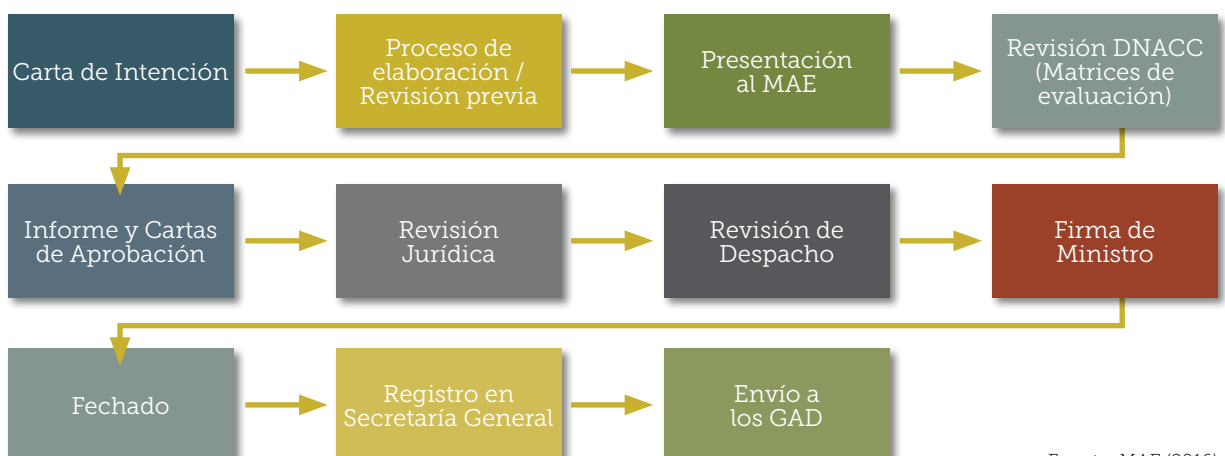 Carta de Intención
Proceso de
elaboración /
Revisión previa
Presentación
al MAE
Revisión DNACC
(Matrices de
evaluación)
Informe y Cartas
de Aprobación
Revisión
Jurídica
Revisión de
Despacho
Firma de
Ministro
Fechado
Registro en
Secretaría General
Envío a
los GAD